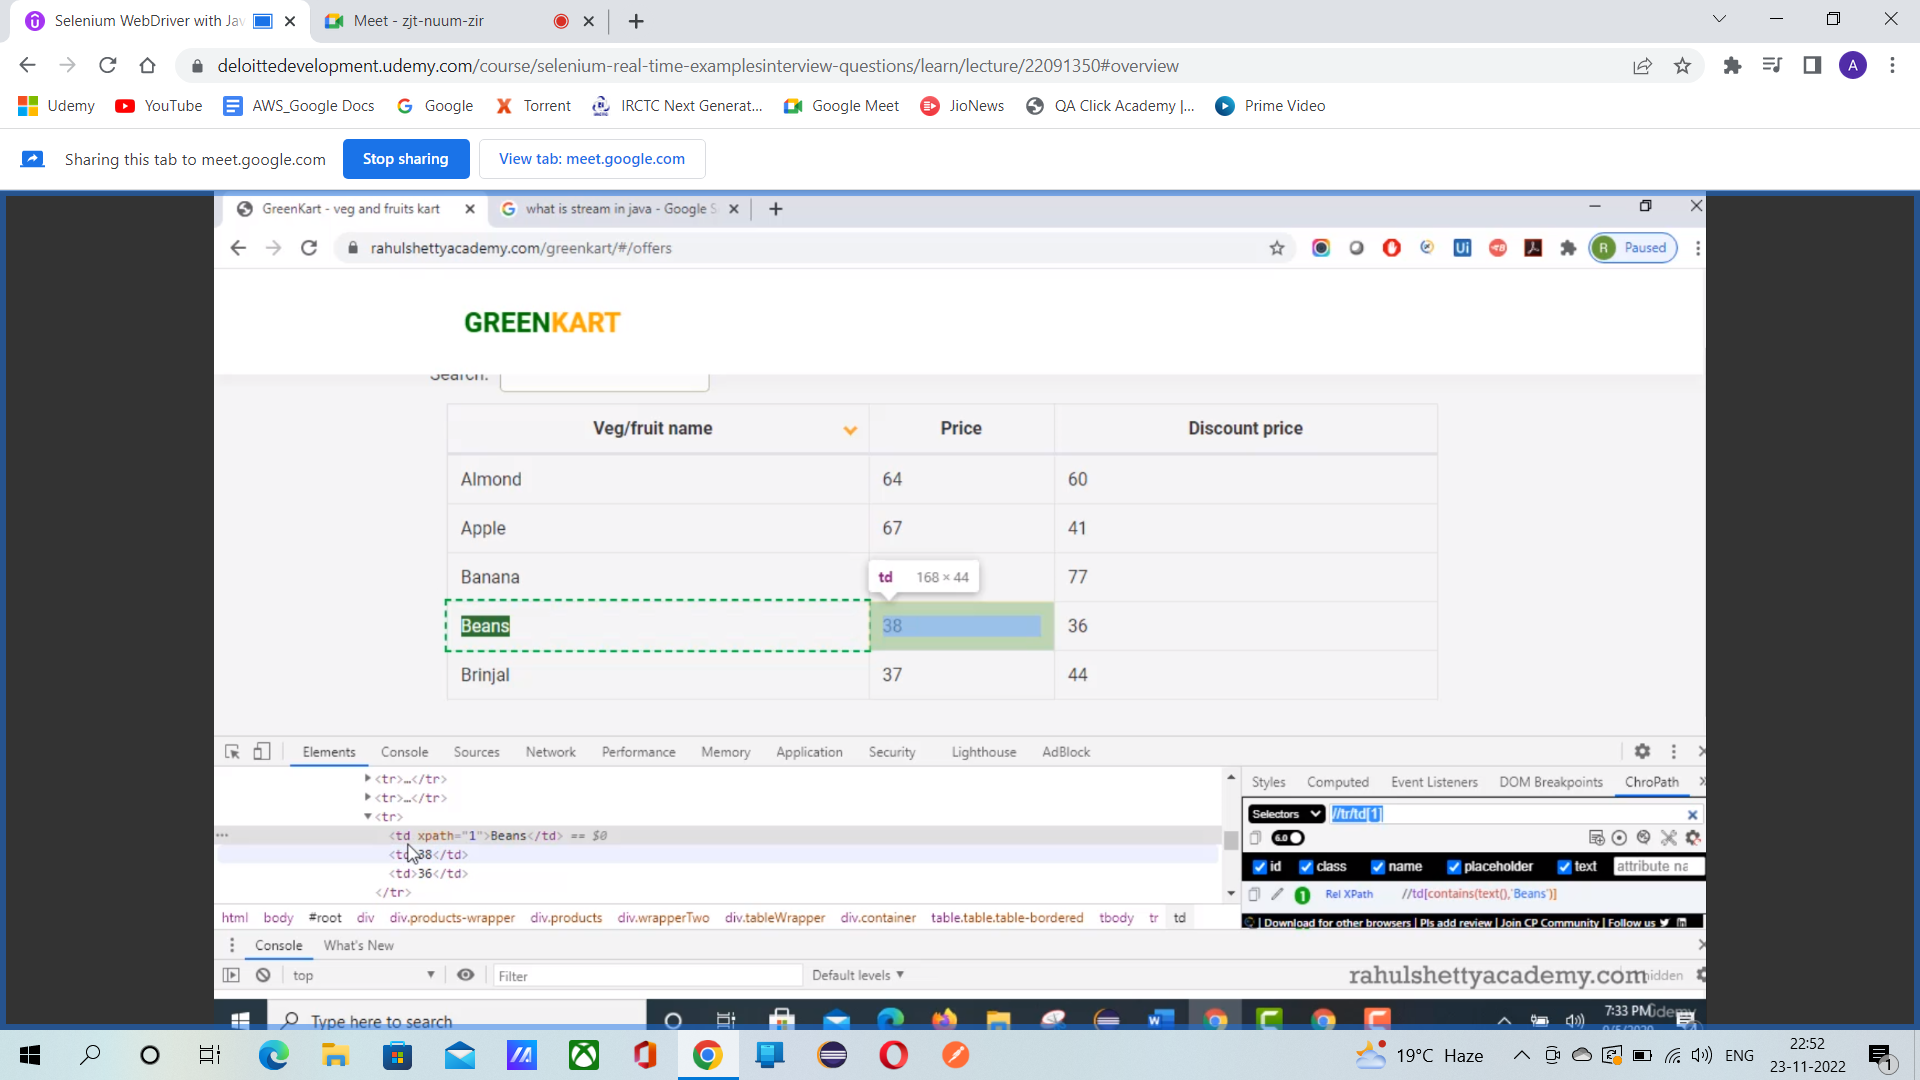 Selenium WebDriver with Jav
Meet - zjt-nuum-zir
deloittedevelopment.udemy.com/course/selenium-real-time-examplesinterview-questions/learn/lecture/22091350#overview
A
Udemy
YouTube
AWS_Google Docs
Google
Torrent
IRCTC Next Generat...
Google Meet
JioNews
QA Click Academy |...
Prime Video
Sharing this tab to meet.google.com
Stop sharing
View tab: meet.google.com
GreenKart - veg and fruits kart
what is stream in java - Google S
rahulshettyacademy.com/greenkart/#/offers
Ui
R
Paused
GREENKART
Search:
Veg/fruit name
Price
Discount price
Almond
64
60
Apple
67
41
Banana
77
td
168 × 44
Beans
38
36
Brinjal
37
44
Elements
Console
Sources
Network
Performance
Memory
Application
Security
Lighthouse
AdBlock
<tr>…</tr>
<tr>…</tr>
<tr>
<td xpath="1">Beans</td> == $0
<td>38</td>
<td>36</td>
</tr>
Styles
Computed
Event Listeners
DOM Breakpoints
ChroPath
Selectors
//tr/td[1]
6.0
id
class
name
placeholder
text
attribute na
1
Rel XPath
//td[contains(text(),'Beans')]
html body #root div div.products-wrapper div.products div.wrapperTwo div.tableWrapper div.container table.table.table-bordered tbody tr td
| Download for other browsers | Pls add review | Join CP Community | Follow us
Console
What's New
top
Filter
Default levels
hidden
rahulshettyacademy.com
Type here to search
7:33 PM
Udemy
19°C Haze
ENG
22:52
23-11-2022
1